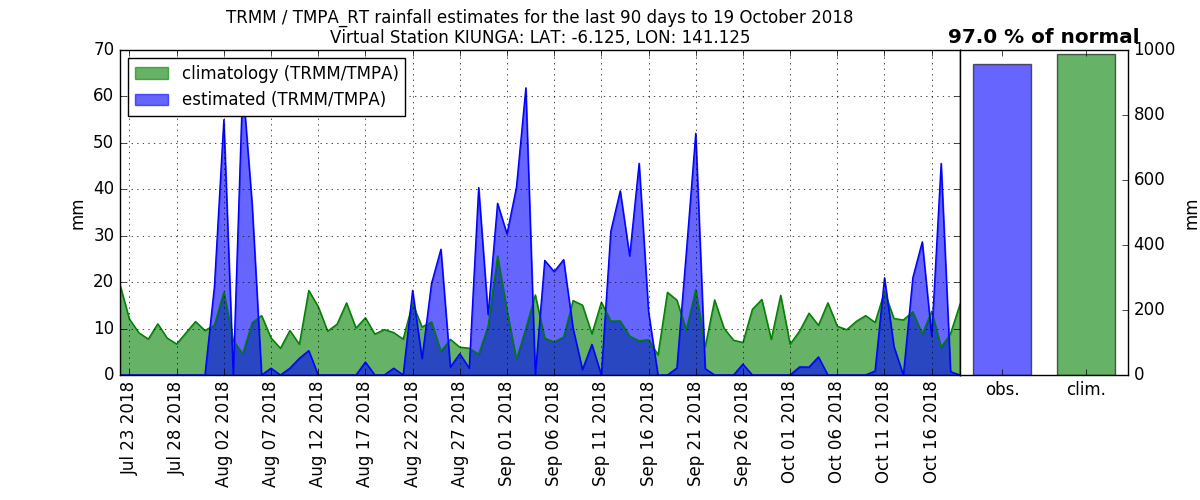 TRMM / TMPA_RT rainfall estimates for the last 90 days to 19 October 2018
Virtual Station KIUNGA: LAT: -6.125, LON: 141.125
97.0 % of normal
climatology (TRMM/TMPA)
estimated (TRMM/TMPA)
70
60
50
40
30
20
10
0
mm
Jul 23 2018
Jul 28 2018
Aug 02 2018
Aug 07 2018
Aug 12 2018
Aug 17 2018
Aug 22 2018
Aug 27 2018
Sep 01 2018
Sep 06 2018
Sep 11 2018
Sep 16 2018
Sep 21 2018
Sep 26 2018
Oct 01 2018
Oct 06 2018
Oct 11 2018
Oct 16 2018
obs.
clim.
1000
800
600
400
200
0
mm